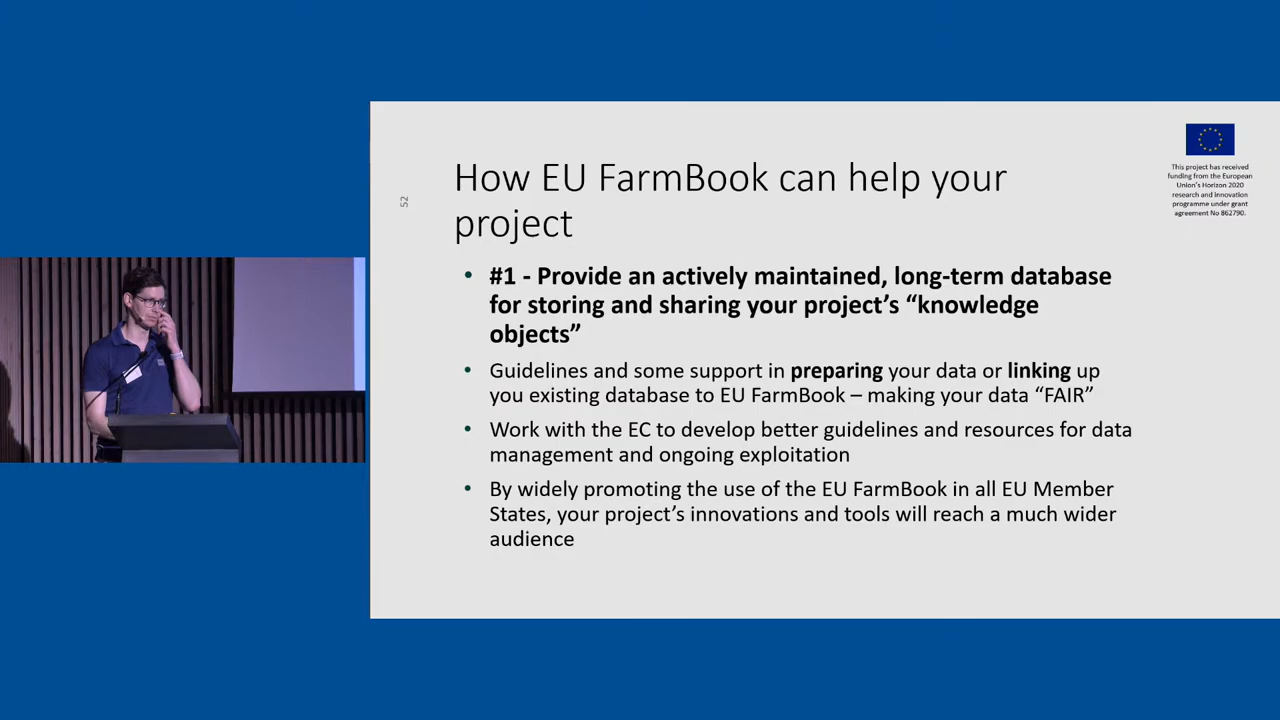 52
How EU FarmBook can help your
project
• #1 - Provide an actively maintained, long-term database
for storing and sharing your project’s “knowledge
objects”
• Guidelines and some support in preparing your data or linking up
you existing database to EU FarmBook – making your data “FAIR”
• Work with the EC to develop better guidelines and resources for data
management and ongoing exploitation
• By widely promoting the use of the EU FarmBook in all EU Member
States, your project’s innovations and tools will reach a much wider
audience
This project has received
funding from the European
Union’s Horizon 2020
research and innovation
programme under grant
agreement No 862790.